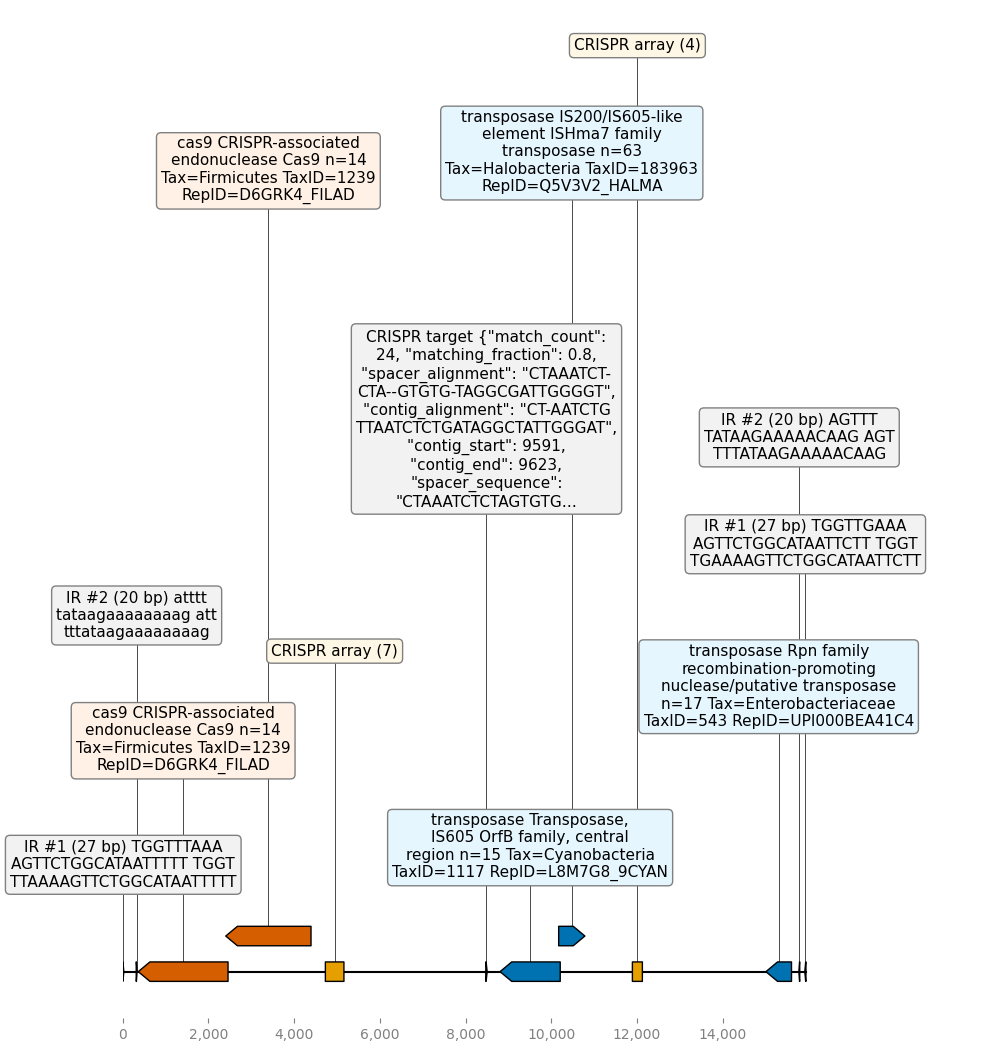 CRISPR array (4)
transposase IS200/IS605-like
element ISHma7 family
transposase n=63
Tax=Halobacteria TaxID=183963
RepID=Q5V3V2_HALMA
cas9 CRISPR-associated
endonuclease Cas9 n=14
Tax=Firmicutes TaxID=1239
RepID=D6GRK4_FILAD
CRISPR target {"match_count":
24, "matching_fraction": 0.8,
"spacer_alignment": "CTAAATCT-
CTA--GTGTG-TAGGCGATTGGGGT",
"contig_alignment": "CT-AATCTG
TTAATCTCTGATAGGCTATTGGGAT",
"contig_start": 9591,
"contig_end": 9623,
"spacer_sequence":
"CTAAATCTCTAGTGTG...
IR #2 (20 bp) AGTTT
TATAAGAAAAACAAG AGT
TTTATAAGAAAAACAAG
IR #1 (27 bp) TGGTTGAAA
AGTTCTGGCATAATTCTT TGGT
TGAAAAGTTCTGGCATAATTCTT
IR #2 (20 bp) atttt
tataagaaaaaaaag att
tttataagaaaaaaaag
CRISPR array (7)
transposase Rpn family
recombination-promoting
nuclease/putative transposase
n=17 Tax=Enterobacteriaceae
TaxID=543 RepID=UPI000BEA41C4
cas9 CRISPR-associated
endonuclease Cas9 n=14
Tax=Firmicutes TaxID=1239
RepID=D6GRK4_FILAD
transposase Transposase,
IS605 OrfB family, central
region n=15 Tax=Cyanobacteria
TaxID=1117 RepID=L8M7G8_9CYAN
IR #1 (27 bp) TGGTTTAAA
AGTTCTGGCATAATTTTT TGGT
TTAAAAGTTCTGGCATAATTTTT
0 2,000 4,000 6,000 8,000 10,000 12,000 14,000